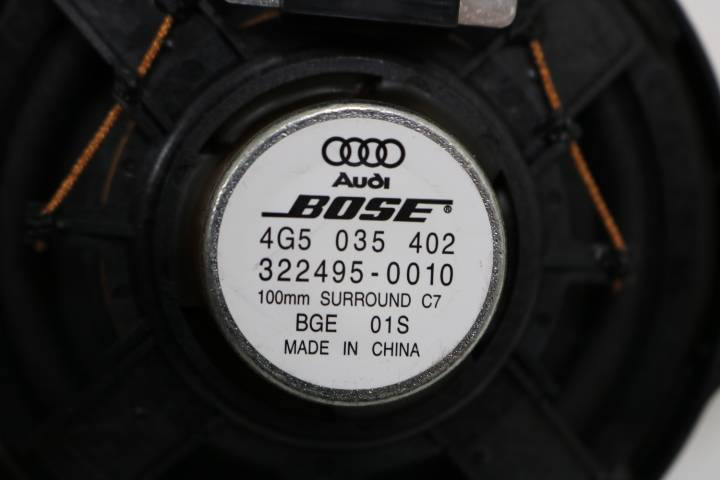 Audi
BOSE®
4G5 035 402
322495-0010
100mm SURROUND C7
BGE 01S
MADE IN CHINA